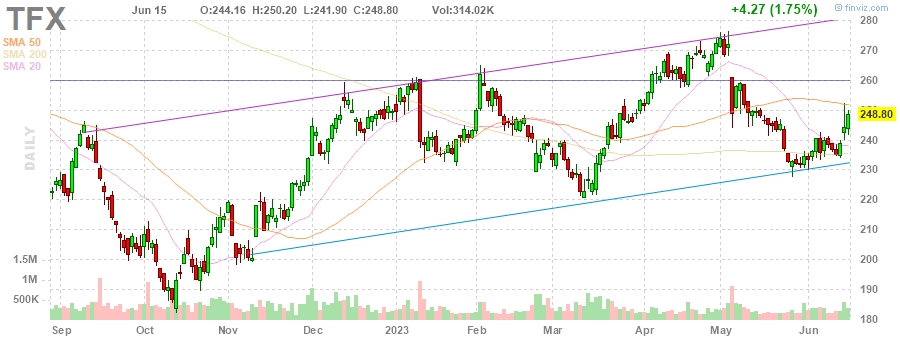 TFX Jun 15 O:244.16 H:250.20 L:241.90 C:248.80 Vol:314.02K +4.27 (1.75%) © finviz.com
SMA 50
SMA 200
SMA 20
DAILY
280
270
260
250
248.80
240
230
220
210
200
190
180
1.5M
1M
500K
Sep Oct Nov Dec 2023 Feb Mar Apr May Jun